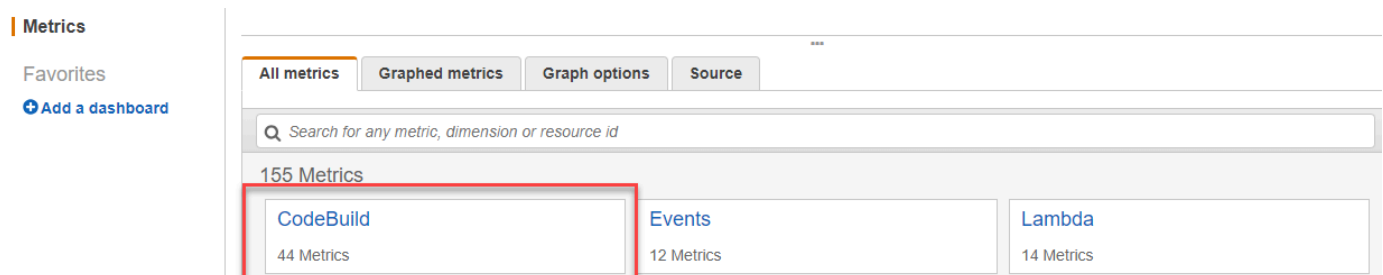 Metrics
Favorites
Add a dashboard
All metrics Graphed metrics Graph options Source
Search for any metric, dimension or resource id
155 Metrics
CodeBuild Events Lambda
44 Metrics 12 Metrics 14 Metrics